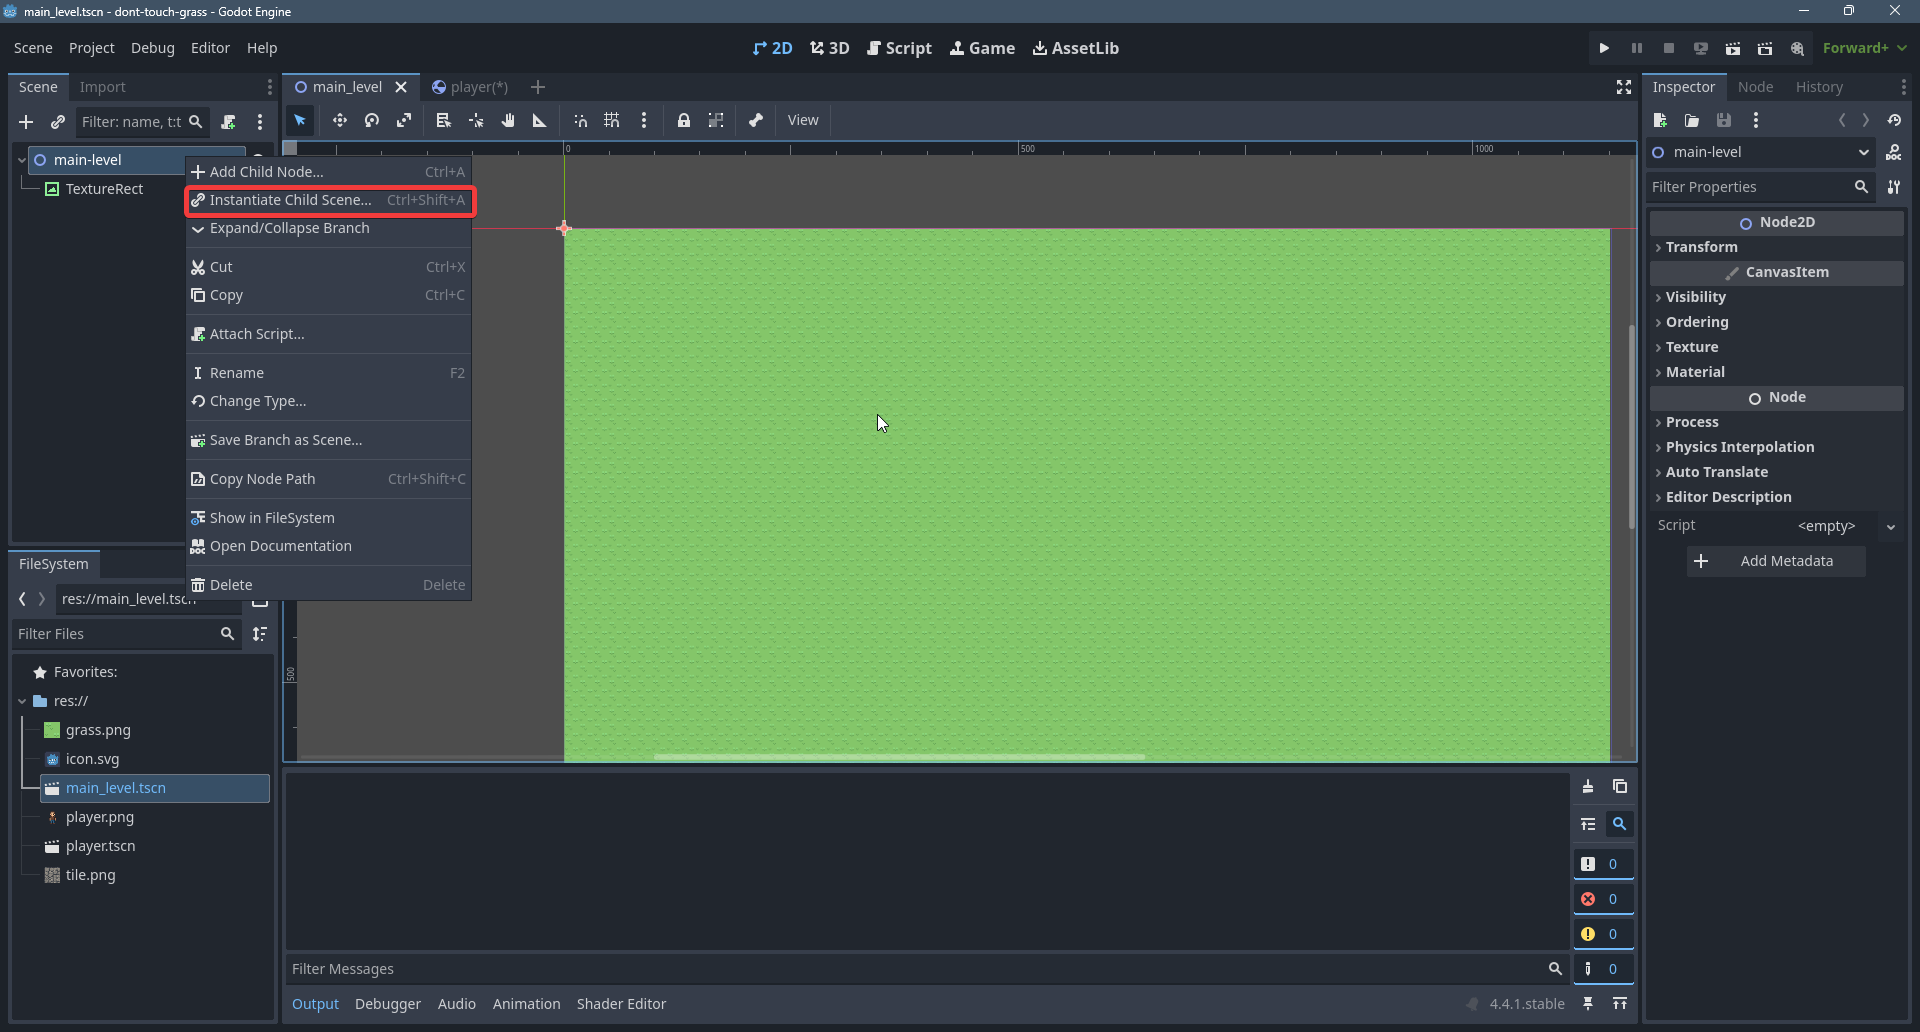 main_level.tscn - dont-touch-grass - Godot Engine
Scene Project Debug Editor Help
2D 3D Script Game AssetLib
Forward+
Scene Import
main_level player(*)
Inspector Node History
Filter: name, t:t
View
main-level
TextureRect
0 500 1000
500
Add Child Node... Ctrl+A
Instantiate Child Scene... Ctrl+Shift+A
Expand/Collapse Branch
Cut Ctrl+X
Copy Ctrl+C
Attach Script...
Rename F2
Change Type...
Save Branch as Scene...
Copy Node Path Ctrl+Shift+C
Show in FileSystem
DOC Open Documentation
Delete Delete
FileSystem
res://main_level.tscn
Filter Files
Favorites:
res://
grass.png
icon.svg
main_level.tscn
player.png
player.tscn
tile.png
Filter Messages
0
0
0
0
Output Debugger Audio Animation Shader Editor
4.4.1.stable
main-level
DOC
Filter Properties
Node2D
Transform
CanvasItem
Visibility
Ordering
Texture
Material
Node
Process
Physics Interpolation
Auto Translate
Editor Description
Script <empty>
Add Metadata